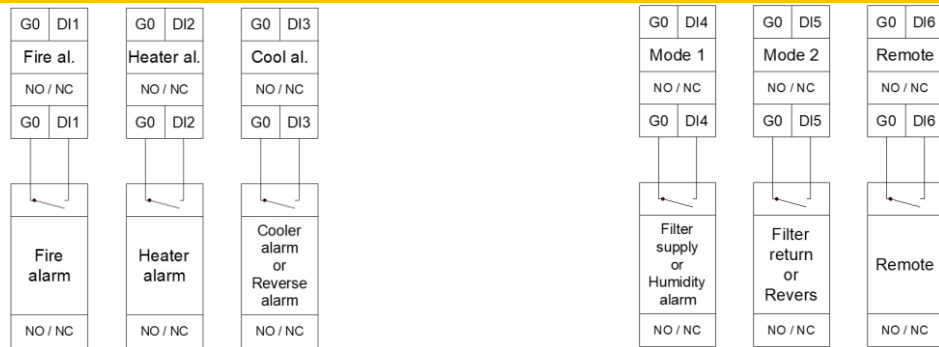 G0 DI1 G0 DI2 G0 DI3 G0 DI4 G0 DI5 G0 DI6
Fire al. Heater al. Cool al. Mode 1 Mode 2 Remote
NO / NC NO / NC NO / NC NO / NC NO / NC NO / NC
G0 DI1 G0 DI2 G0 DI3 G0 DI4 G0 DI5 G0 DI6
Fire
alarm
Heater
alarm
Cooler
alarm
or
Reverse
alarm
Filter
supply
or
Humidity
alarm
Filter
return
or
Revers
Remote
NO / NC NO / NC NO / NC NO / NC NO / NC NO / NC